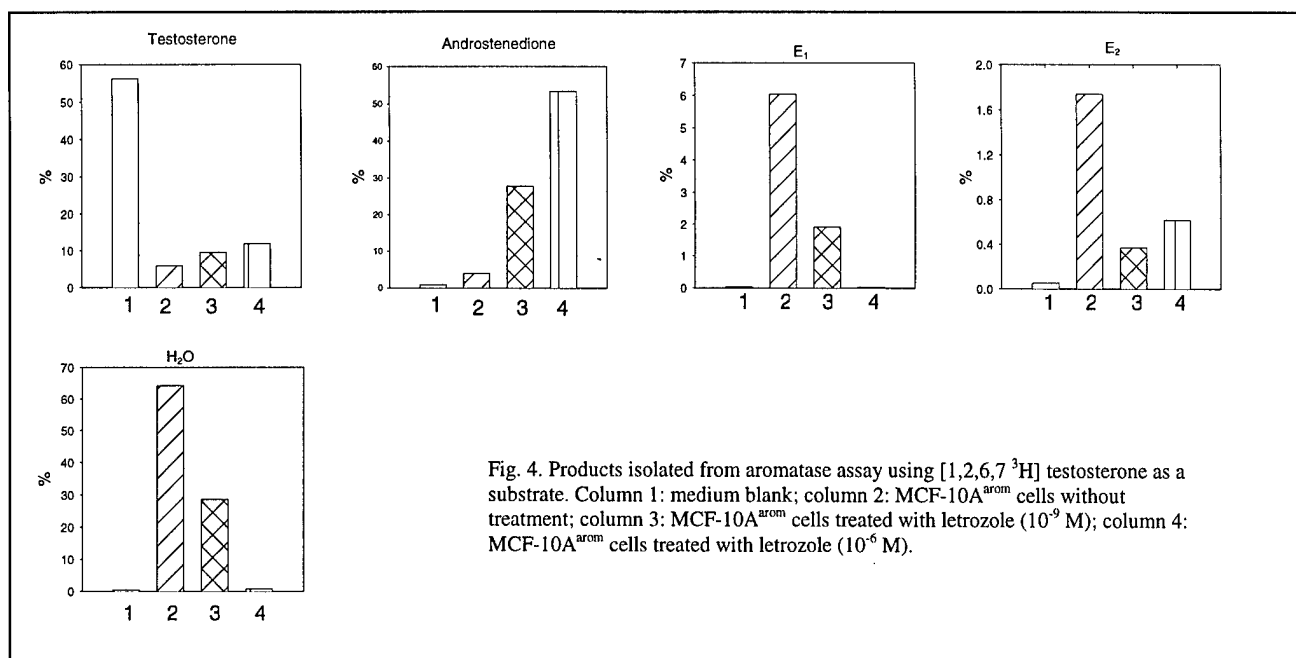 Testosterone
60
50
40
30
20
10
0
%
1 2 3 4
Androstenedione
60
50
40
30
20
10
0
%
1 2 3 4
E₁
7
6
5
4
3
2
1
0
%
1 2 3 4
E₂
2.0
1.6
1.2
0.8
0.4
0.0
%
1 2 3 4
H₂O
70
60
50
40
30
20
10
0
%
1 2 3 4
Fig. 4. Products isolated from aromatase assay using [1,2,6,7 ³H] testosterone as a
substrate. Column 1: medium blank; column 2: MCF-10Aᵃʳᵒᵐ cells without
treatment; column 3: MCF-10Aᵃʳᵒᵐ cells treated with letrozole (10⁻⁹ M); column 4:
MCF-10Aᵃʳᵒᵐ cells treated with letrozole (10⁻⁶ M).